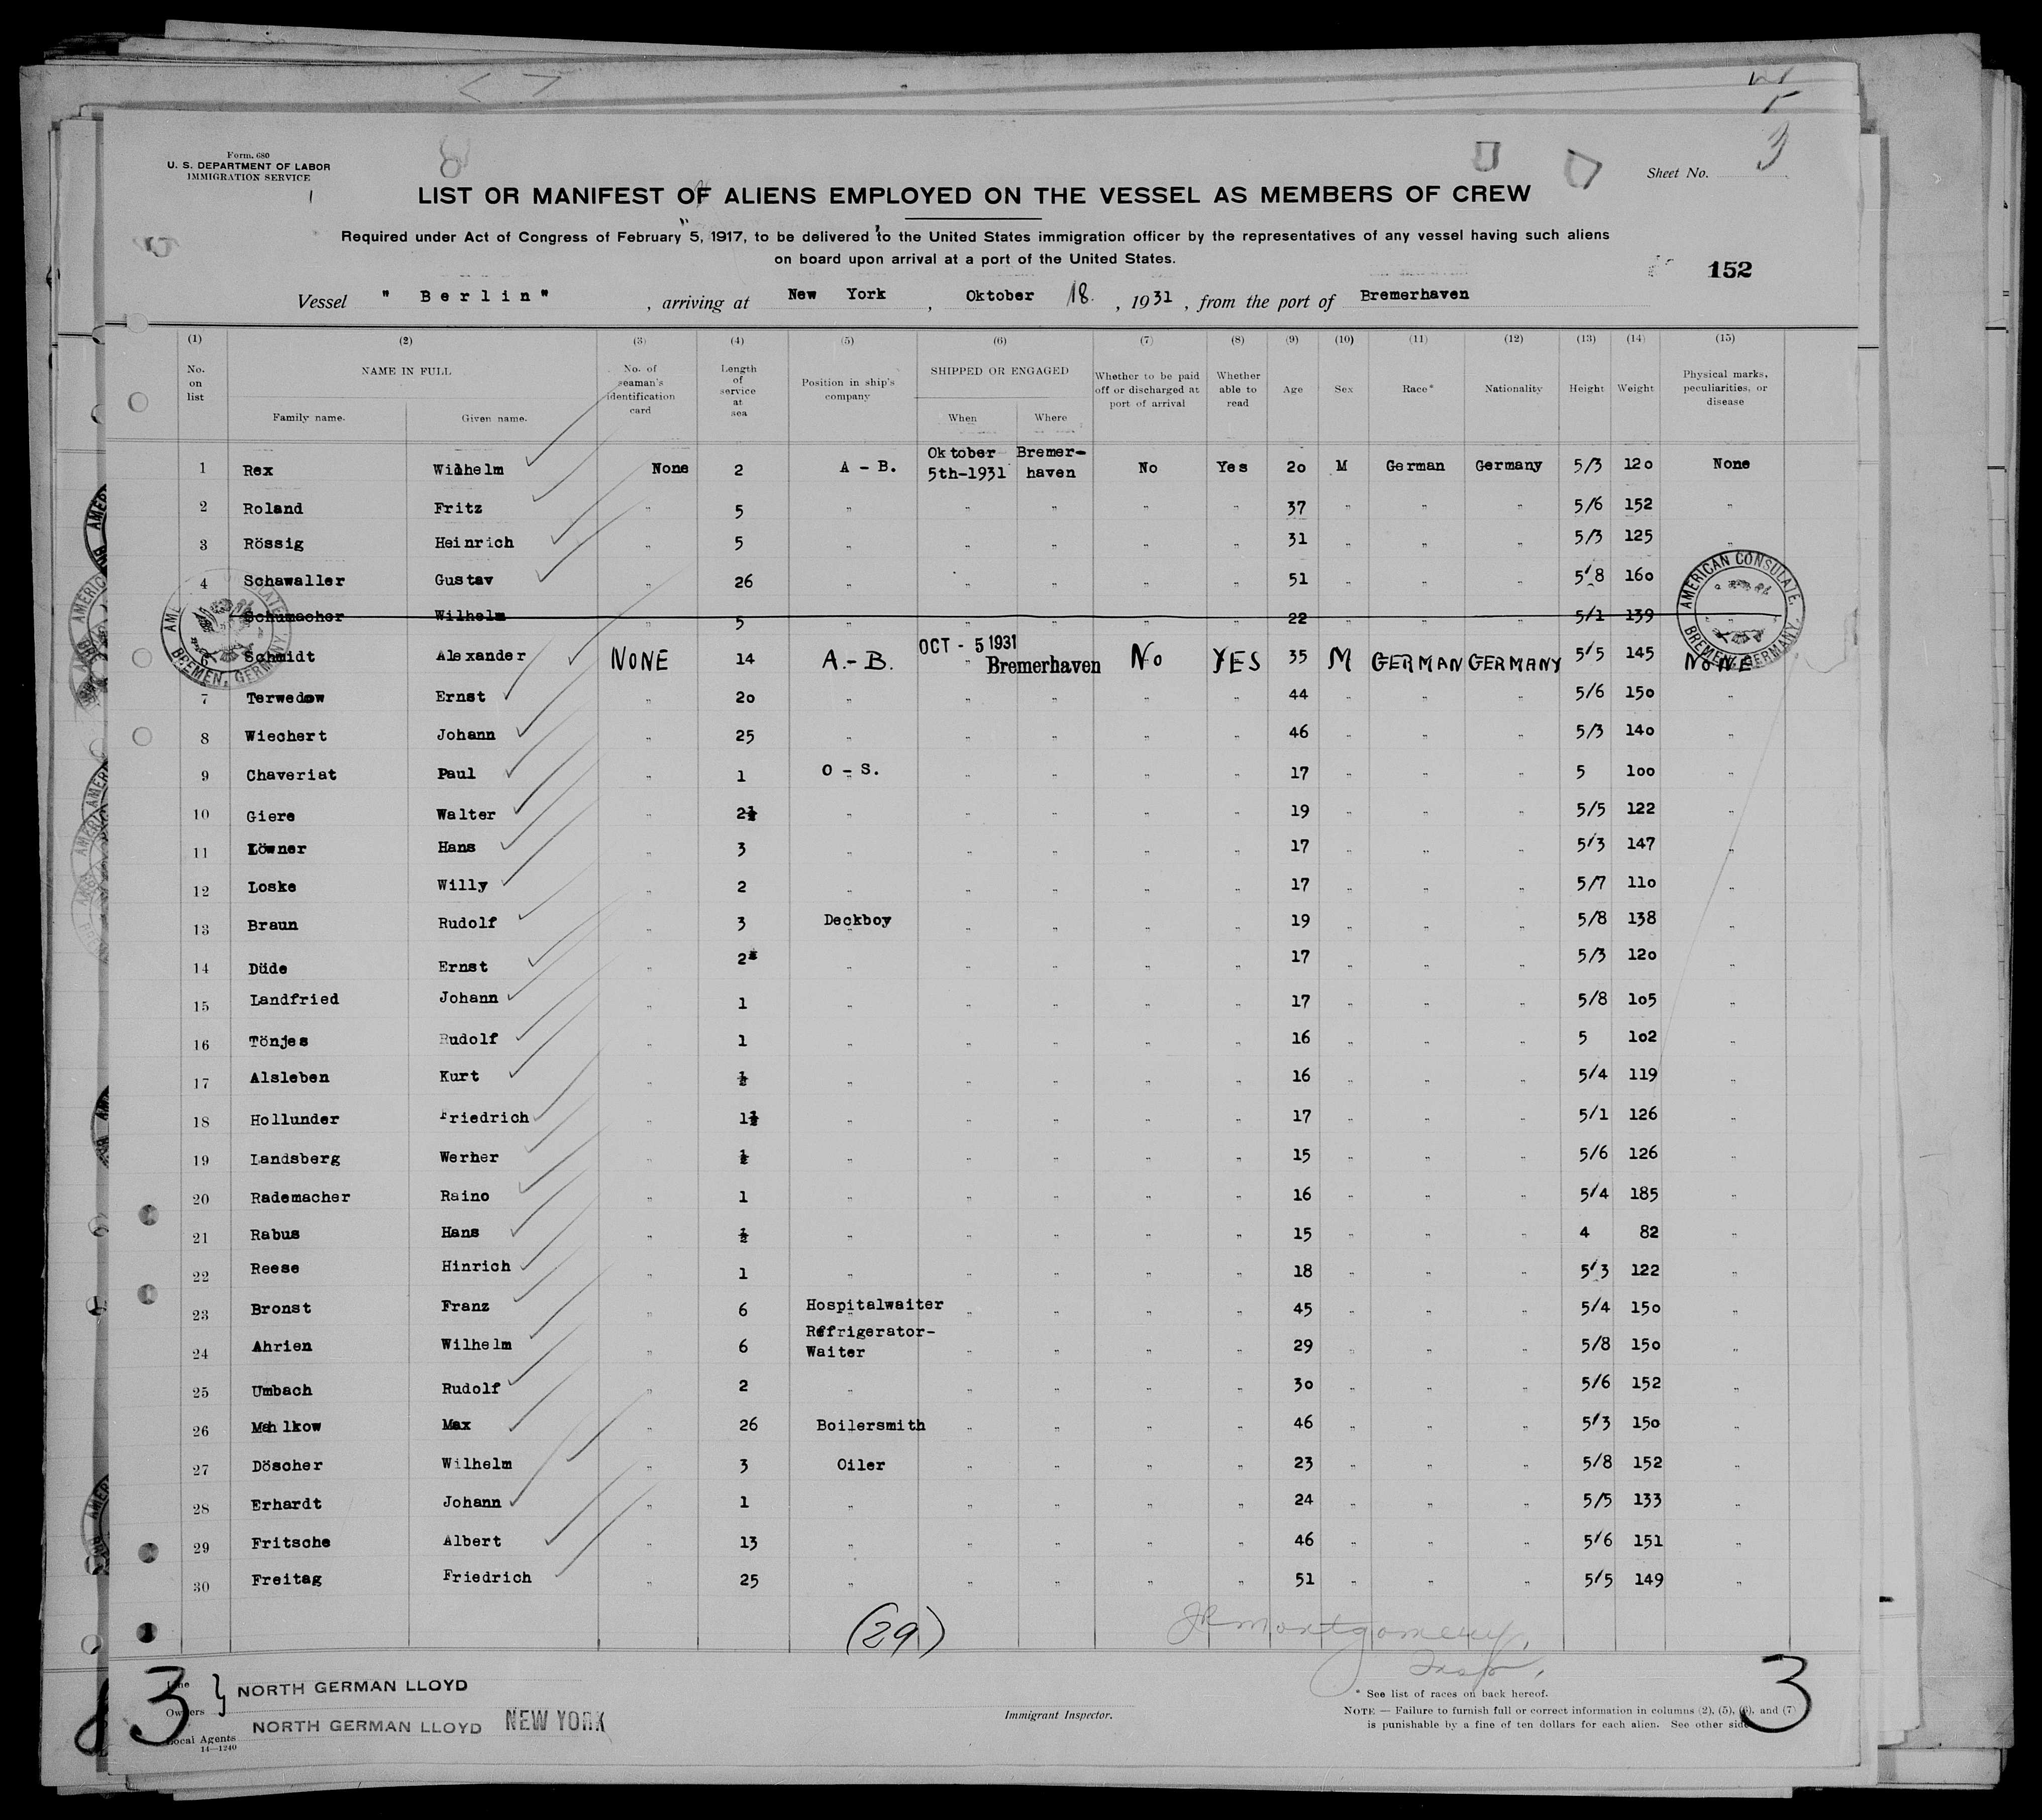 Form. 680
U. S. DEPARTMENT OF LABOR
IMMIGRATION SERVICE
Sheet No. 3
LIST OR MANIFEST OF ALIENS EMPLOYED ON THE VESSEL AS MEMBERS OF CREW
Required under Act of Congress of February 5, 1917, to be delivered to the United States immigration officer by the representatives of any vessel having such aliens
on board upon arrival at a port of the United States.
152
Vessel " Berlin" , arriving at New York , Oktober 18. , 1931 , from the port of Bremerhaven
(1) (2) (3) (4) (5) (6) (7) (8) (9) (10) (11) (12) (13) (14) (15)
No. on list NAME IN FULL Family name. Given name. No. of seaman's identification card Length of service at sea Position in ship's company SHIPPED OR ENGAGED When Where Whether to be paid off or discharged at port of arrival Whether able to read Age Sex Race* Nationality Height Weight Physical marks, peculiarities, or disease
1 Rex Wilhelm None 2 A - B. Oktober 5th-1931 Bremer-haven No Yes 20 M German Germany 5/3 120 None
2 Roland Fritz " 5 " " " " " 37 " " " 5/6 152 "
3 Rössig Heinrich " 5 " " " " " 31 " " " 5/3 125 "
4 Schawaller Gustav " 26 " " " " " 51 " " " 5/8 160
Schumacher Wilhelm 5 " " " " " 22 " " " 5/1 139
6 Schmidt Alexander NONE 14 A.-B. OCT - 5 1931 Bremerhaven No YES 35 M GERMAN GERMANY 5/5 145 NONE
7 Terwedow Ernst " 20 " " " " " 44 " " " 5/6 150 "
8 Wiechert Johann " 25 " " " " " 46 " " " 5/3 140 "
9 Chaveriat Paul " 1 O - S. " " " " 17 " " " 5 100 "
10 Giere Walter " 2½ " " " " " 19 " " " 5/5 122 "
11 Löwner Hans " 3 " " " " " 17 " " " 5/3 147 "
12 Loske Willy " 2 " " " " " 17 " " " 5/7 110 "
13 Braun Rudolf " 3 Deckboy " " " " 19 " " " 5/8 138 "
14 Düde Ernst " 2 " " " " " 17 " " " 5/3 120 "
15 Landfried Johann " 1 " " " " " 17 " " " 5/8 105 "
16 Tönjes Rudolf " 1 " " " " " 16 " " " 5 102 "
17 Alsleben Kurt " ½ " " " " " 16 " " " 5/4 119 "
18 Hollunder Friedrich " 1½ " " " " " 17 " " " 5/1 126 "
19 Landsberg Werner " ½ " " " " " 15 " " " 5/6 126 "
20 Rademacher Raino " 1 " " " " " 16 " " " 5/4 185 "
21 Rabus Hans " ½ " " " " " 15 " " " 4 82 "
22 Reese Hinrich " 1 " " " " " 18 " " " 5/3 122 "
23 Bronst Franz " 6 Hospitalwaiter " " " " 45 " " " 5/4 150 "
24 Ahrien Wilhelm " 6 Refrigerator-Waiter " " " " 29 " " " 5/8 150 "
25 Umbach Rudolf " 2 " " " " " 30 " " " 5/6 152 "
26 Mahlkow Max " 26 Boilersmith " " " " 46 " " " 5/3 150 "
27 Döscher Wilhelm " 3 Oiler " " " " 23 " " " 5/8 152 "
28 Erhardt Johann " 1 " " " " " 24 " " " 5/5 133 "
29 Fritsche Albert " 13 " " " " " 46 " " " 5/6 151 "
30 Freitag Friedrich " 25 " " " " " 51 " " " 5/5 149 "
AMERICAN CONSULATE. BREMEN, GERMANY.
AMERICAN CONSULATE. BREMEN, GERMANY.
(29)
JR Montgomery,
Insp.
3 3
Line
Owners } NORTH GERMAN LLOYD
NORTH GERMAN LLOYD NEW YORK
Local Agents
14—1240
Immigrant Inspector.
* See list of races on back hereof.
NOTE — Failure to furnish full or correct information in columns (2), (5), (6), and (7)
is punishable by a fine of ten dollars for each alien. See other side